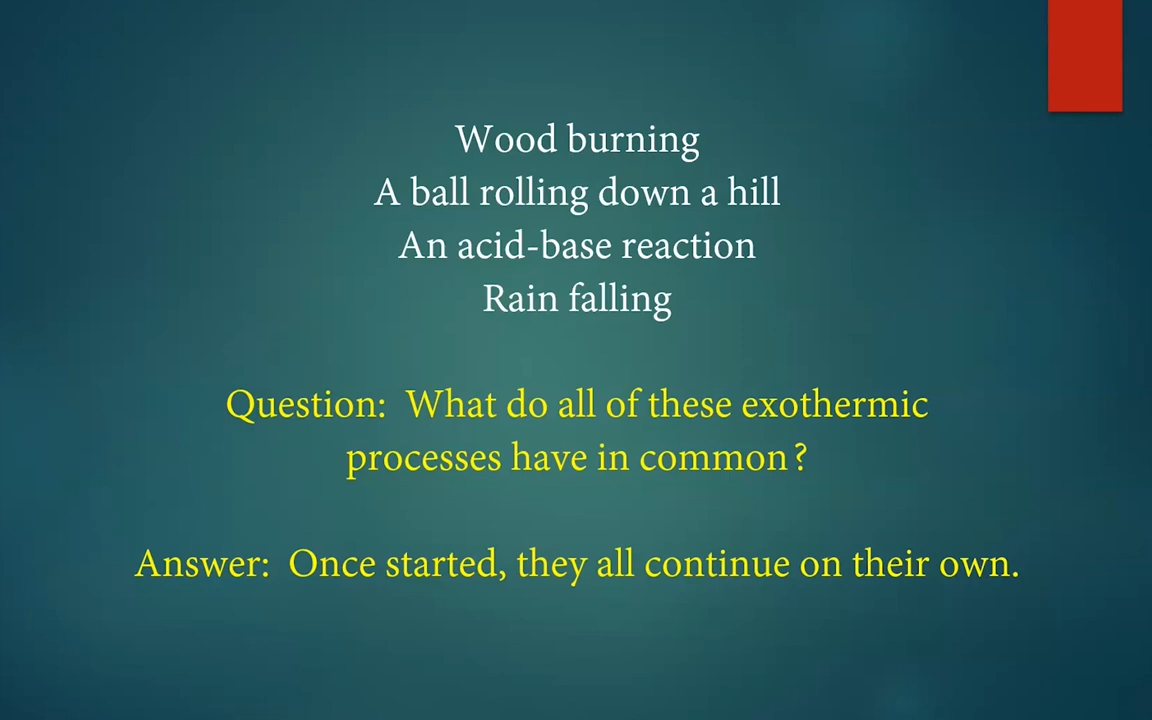 Wood burning
A ball rolling down a hill
An acid-base reaction
Rain falling
Question:  What do all of these exothermic
processes have in common?
Answer:  Once started, they all continue on their own.